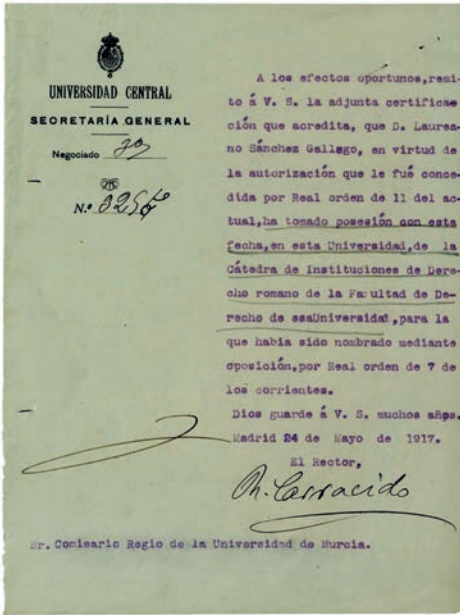 UNIVERSIDAD CENTRAL
SECRETARÍA GENERAL
Negociado
N.º
A los efectos oportunos,remi-
to á V. S. la adjunta certifica=
ción que acredita, que D. Laurea-
no Sánchez Gallego, en virtud de
la autorización que le fué conce-
dida por Real orden de 11 del ac-
tual,ha tomado posesión con esta
fecha,en esta Universidad,de la
Cátedra de Instituciones de Dere-
cho romano de la Facultad de De-
recho de esaUniversidad,para la
que habia sido nombrado mediante
oposición,por Real orden de 7 de
los corrientes.
Dios guarde á V. S. muchos años.
Madrid 24 de Mayo de 1917.
El Rector,
R. Carracido
Sr. Comisario Regio de la Universidad de Murcia.